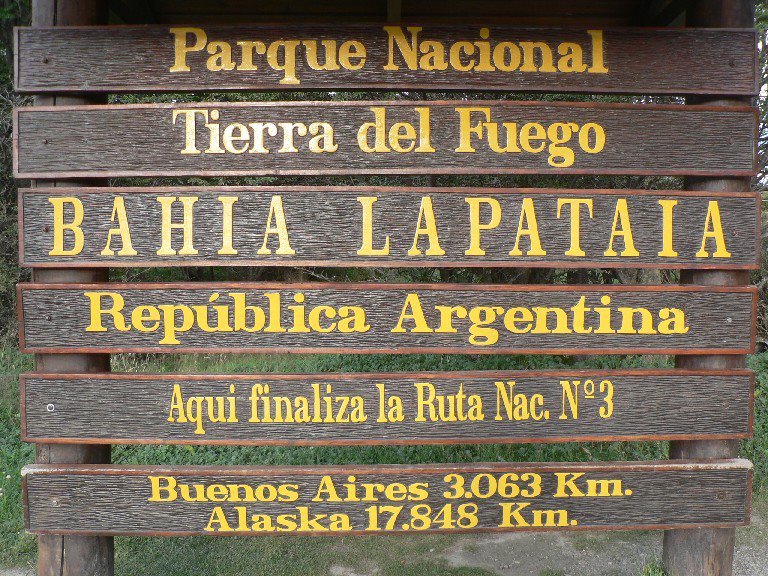 Parque Nacional
Tierra del Fuego
BAHIA LAPATAIA
República Argentina
Aqui finaliza la Ruta Nac. Nº3
Buenos Aires 3.063 Km.
Alaska 17.848 Km.